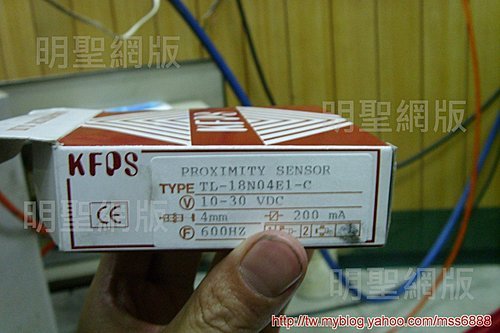 明聖網版
明聖網版
KFPS
KFPS
PROXIMITY SENSOR
TYPE TL-18N04E1-C
V 10-30 VDC
4mm 200 mA
CE
F 600HZ
明聖網版
明聖網版
http://tw.myblog.yahoo.com/mss6888